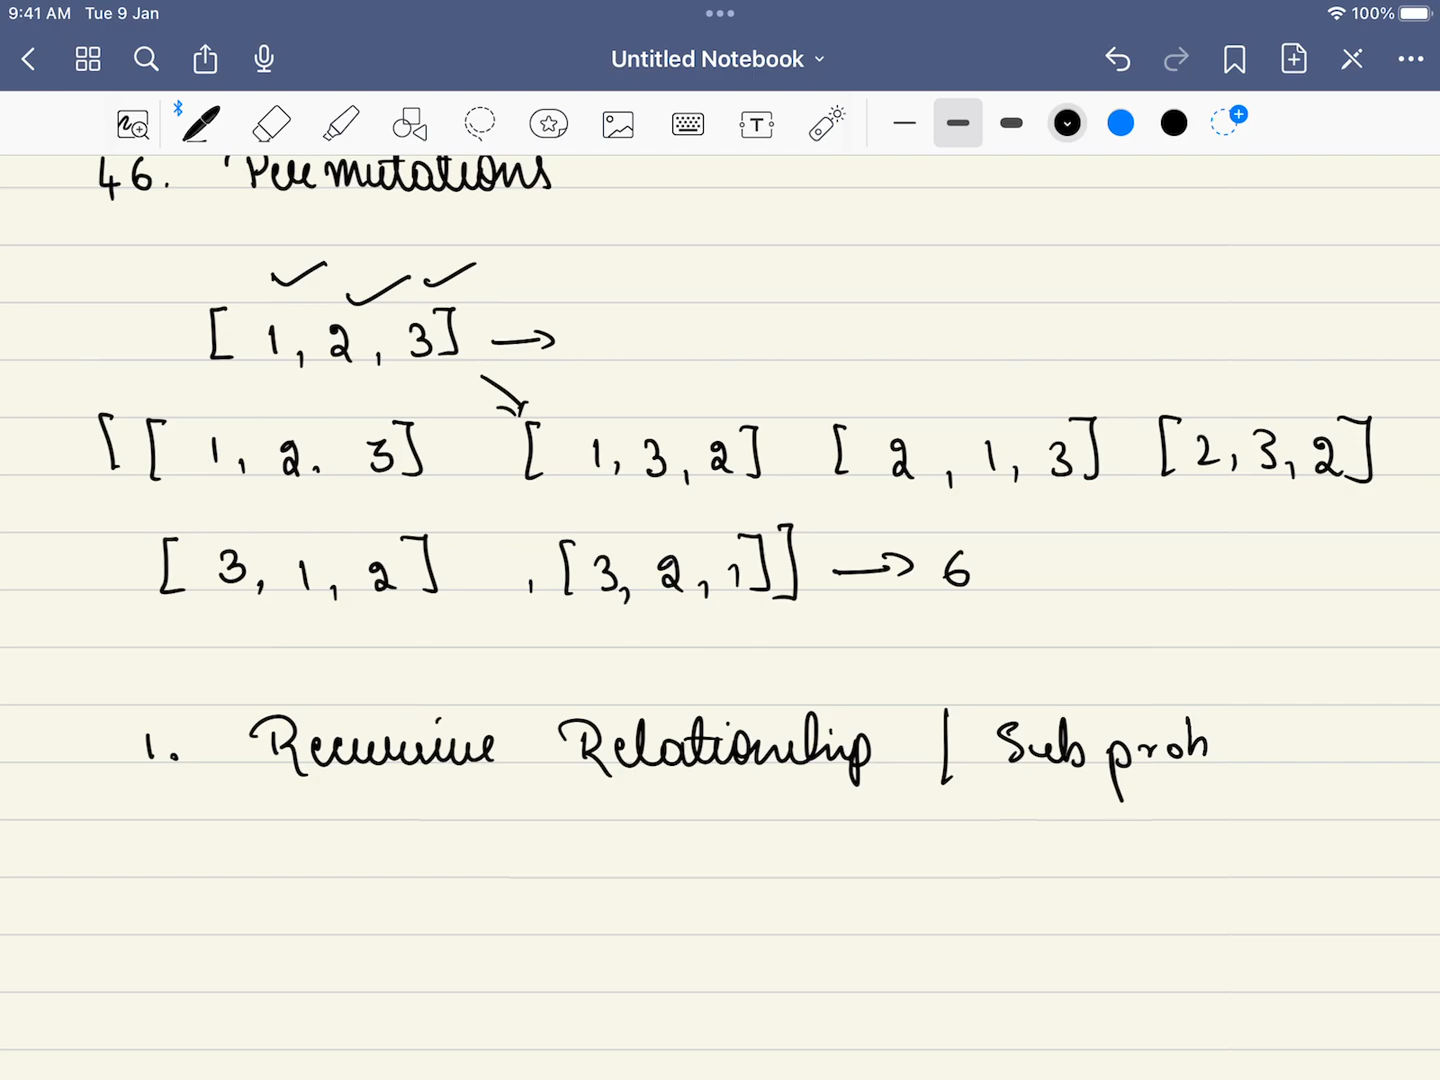 9:41 AM Tue 9 Jan 100%
Untitled Notebook
T
46. Permutations
[ 1, 2, 3] →
[ [ 1, 2. 3] [ 1, 3, 2] [ 2, 1, 3] [2, 3, 2]
[ 3, 1, 2] , [3, 2, 1]] → 6
1. Recursive Relationship | Sub prob